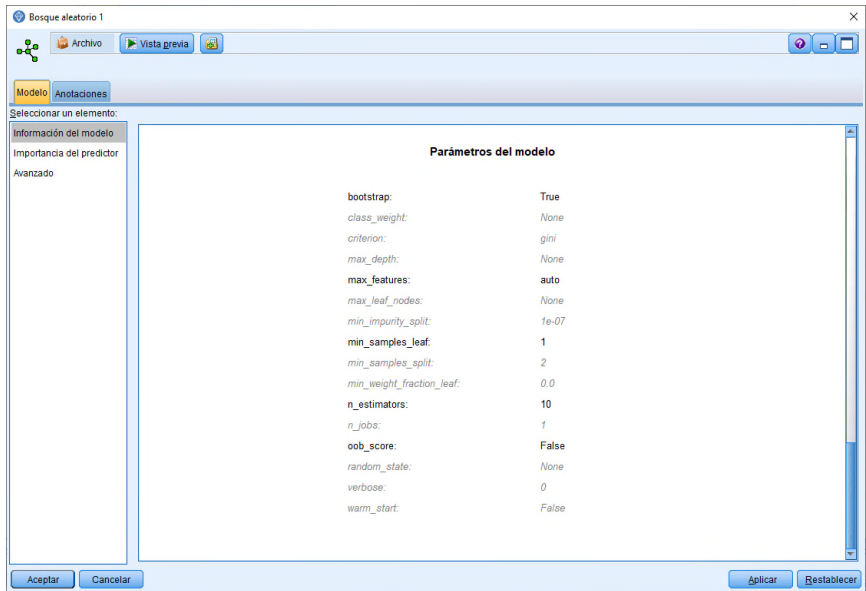 Bosque aleatorio 1
Archivo Vista previa
Modelo Anotaciones
Seleccionar un elemento:
Información del modelo
Importancia del predictor
Avanzado
Parámetros del modelo
bootstrap: True
class_weight: None
criterion: gini
max_depth: None
max_features: auto
max_leaf_nodes: None
min_impurity_split: 1e-07
min_samples_leaf: 1
min_samples_split: 2
min_weight_fraction_leaf: 0.0
n_estimators: 10
n_jobs: 1
oob_score: False
random_state: None
verbose: 0
warm_start: False
Aceptar Cancelar Aplicar Restablecer